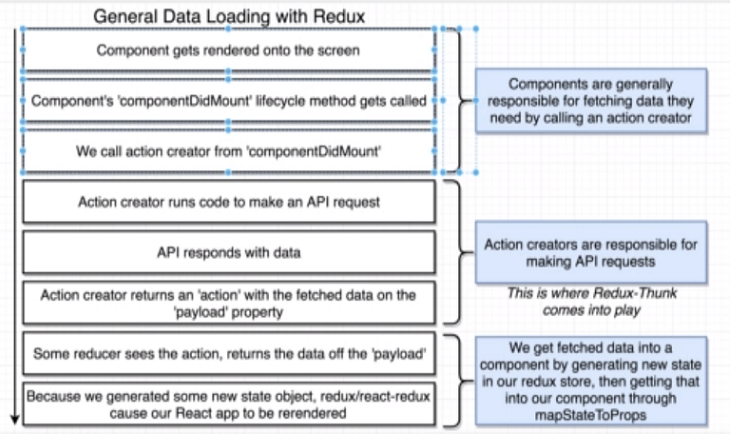 General Data Loading with Redux
Component gets rendered onto the screen
Component's 'componentDidMount' lifecycle method gets called
We call action creator from 'componentDidMount'
Components are generally
responsible for fetching data they
need by calling an action creator
Action creator runs code to make an API request
API responds with data
Action creator returns an 'action' with the fetched data on the
'payload' property
Action creators are responsible for
making API requests
This is where Redux-Thunk
comes into play
Some reducer sees the action, returns the data off the 'payload'
Because we generated some new state object, redux/react-redux
cause our React app to be rerendered
We get fetched data into a
component by generating new state
in our redux store, then getting that
into our component through
mapStateToProps